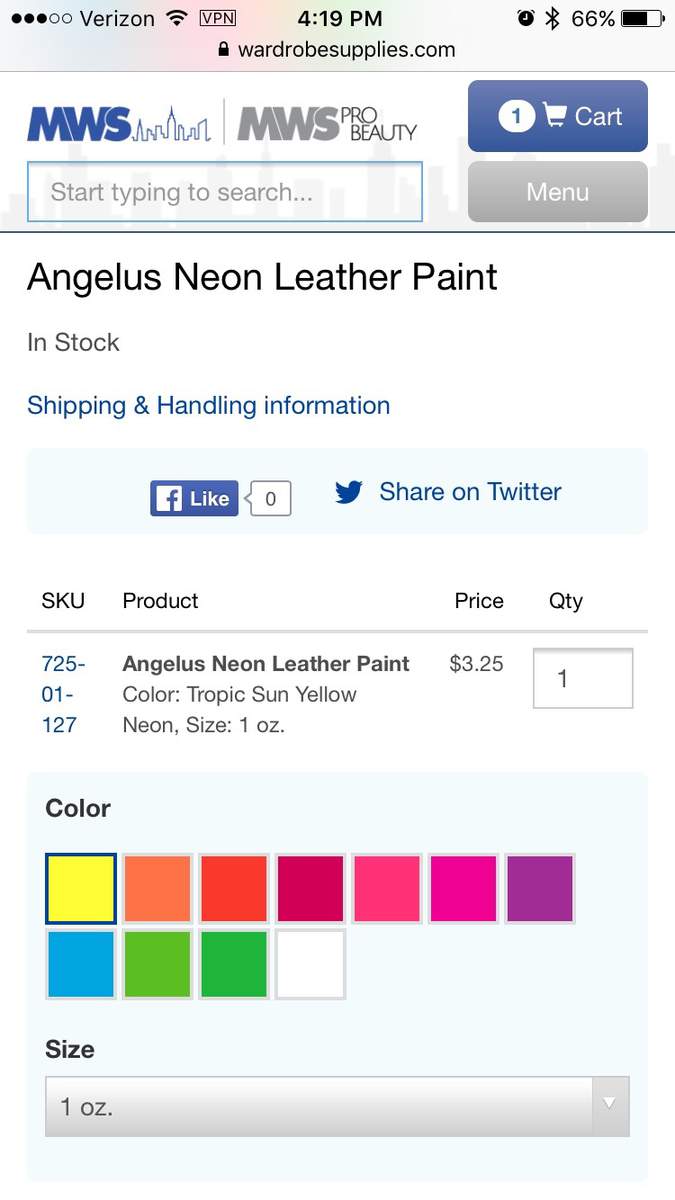 Verizon VPN 4:19 PM 66%
wardrobesupplies.com
MWS MWS PRO BEAUTY
1 Cart
Start typing to search...
Menu
Angelus Neon Leather Paint
In Stock
Shipping & Handling information
Like 0 Share on Twitter
SKU Product Price Qty
725- Angelus Neon Leather Paint $3.25 1
01- Color: Tropic Sun Yellow
127 Neon, Size: 1 oz.
Color
Size
1 oz.